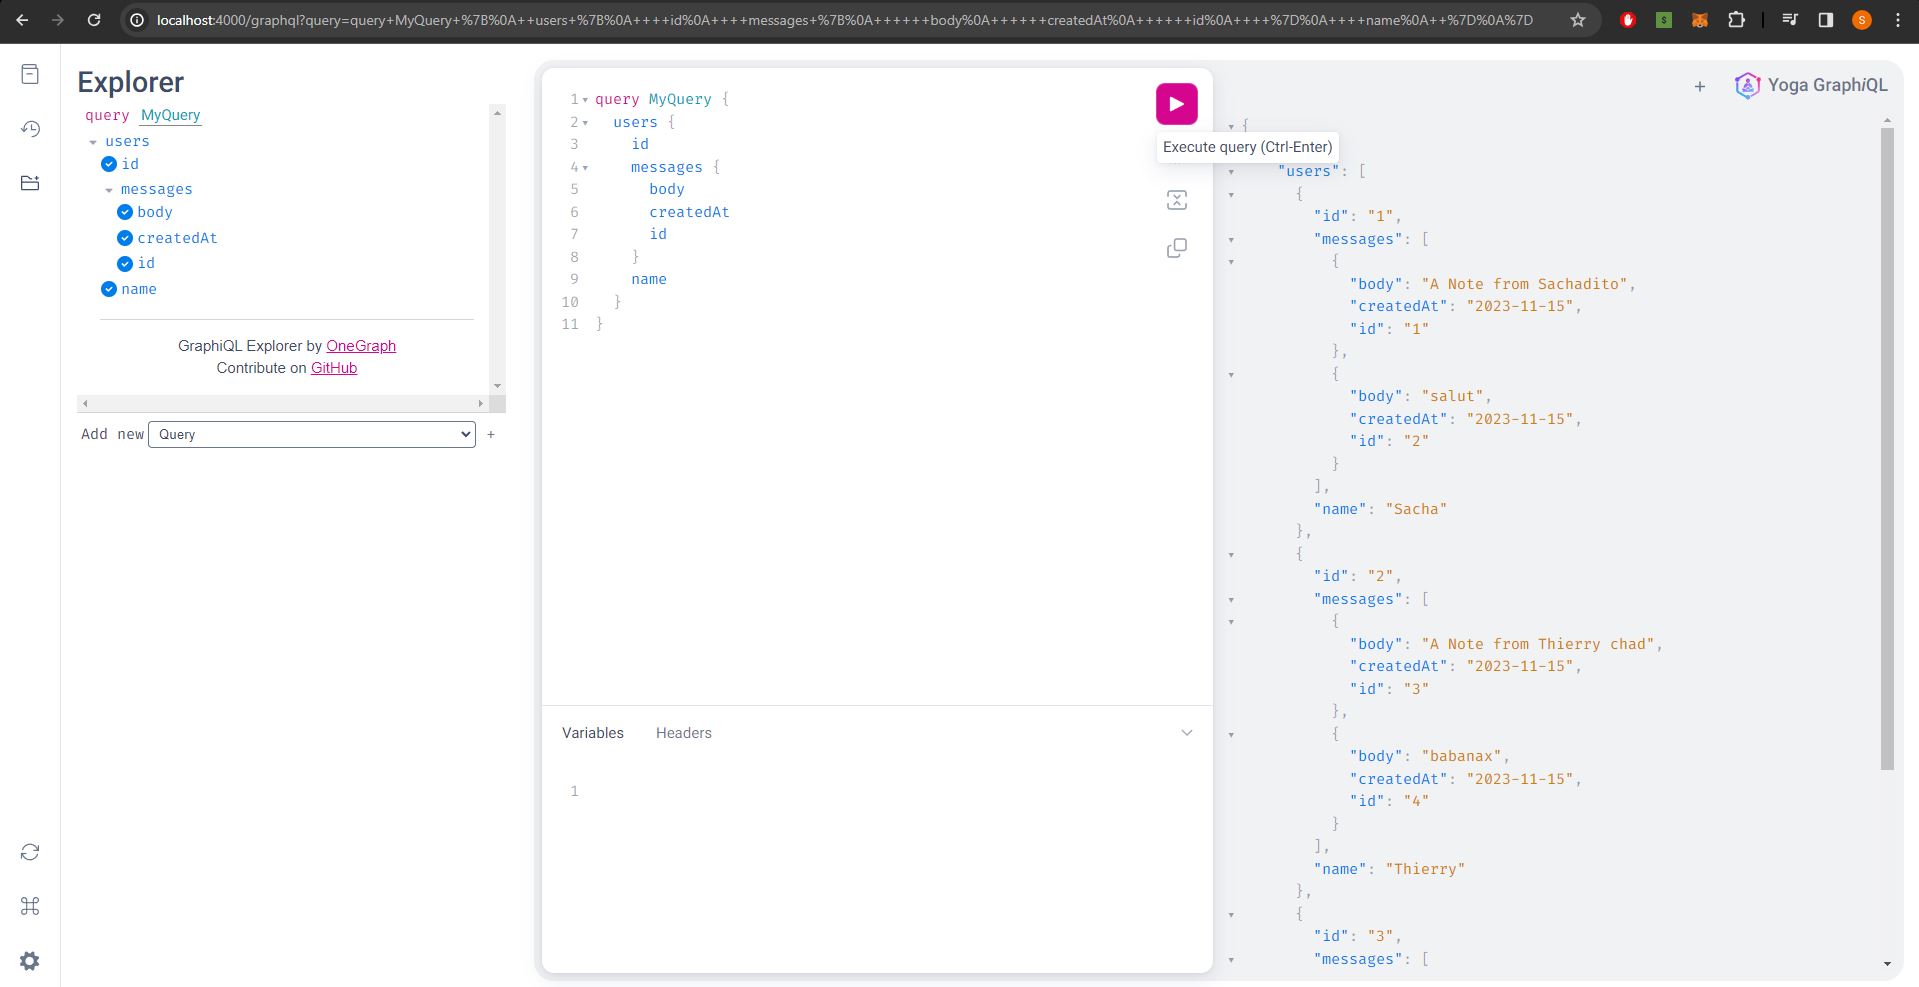 localhost:4000/graphql?query=query+MyQuery+%7B%0A++users+%7B%0A++++id%0A++++messages+%7B%0A++++++body%0A++++++createdAt%0A++++++id%0A++++%7D%0A++++name%0A++%7D%0A%7D
S
Explorer
query MyQuery
users
id
messages
body
createdAt
id
name
GraphiQL Explorer by OneGraph
Contribute on GitHub
Add new Query +
1 query MyQuery {
2 users {
3 id
4 messages {
5 body
6 createdAt
7 id
8 }
9 name
10 }
11 }
Execute query (Ctrl-Enter)
Variables Headers
1
+ Yoga GraphiQL
{
"users": [
{
"id": "1",
"messages": [
{
"body": "A Note from Sachadito",
"createdAt": "2023-11-15",
"id": "1"
},
{
"body": "salut",
"createdAt": "2023-11-15",
"id": "2"
}
],
"name": "Sacha"
},
{
"id": "2",
"messages": [
{
"body": "A Note from Thierry chad",
"createdAt": "2023-11-15",
"id": "3"
},
{
"body": "babanax",
"createdAt": "2023-11-15",
"id": "4"
}
],
"name": "Thierry"
},
{
"id": "3",
"messages": [